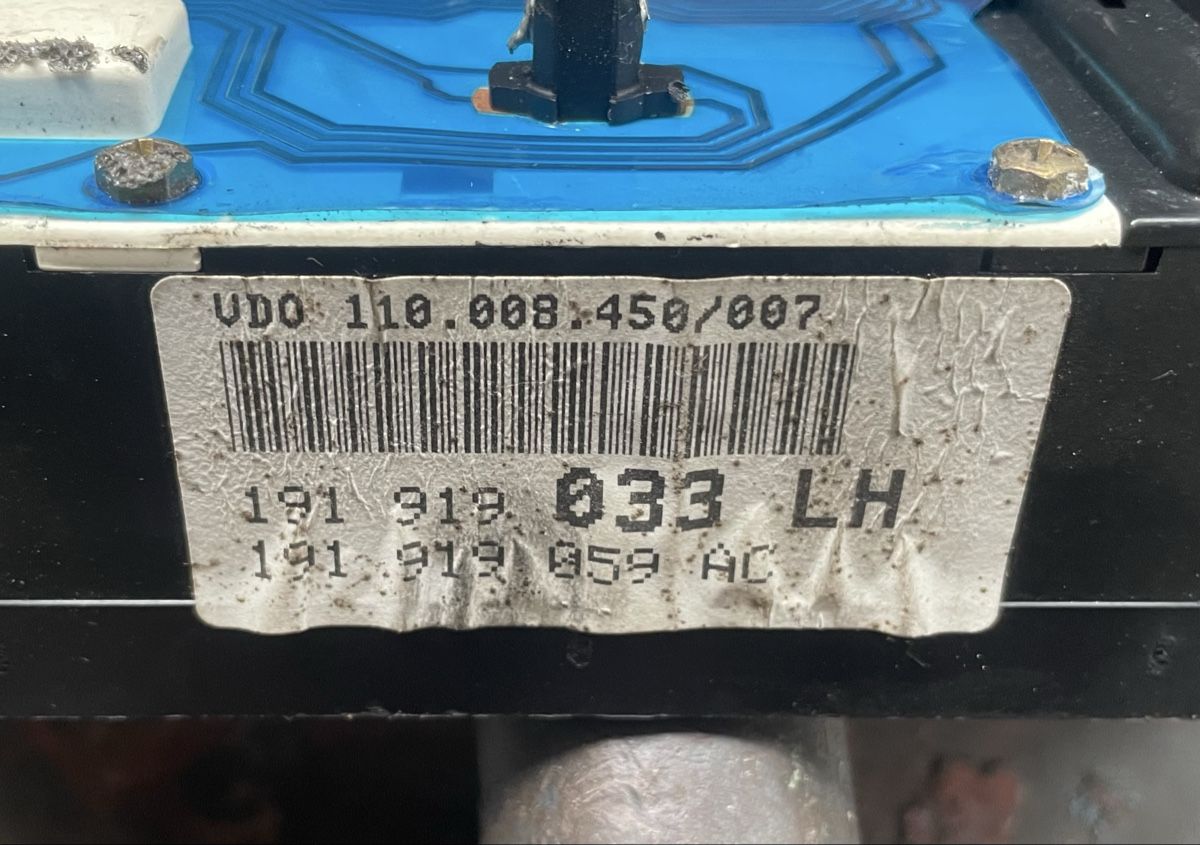 VDO 110.008.450/007
191 919 033 LH
191 919 059 AC